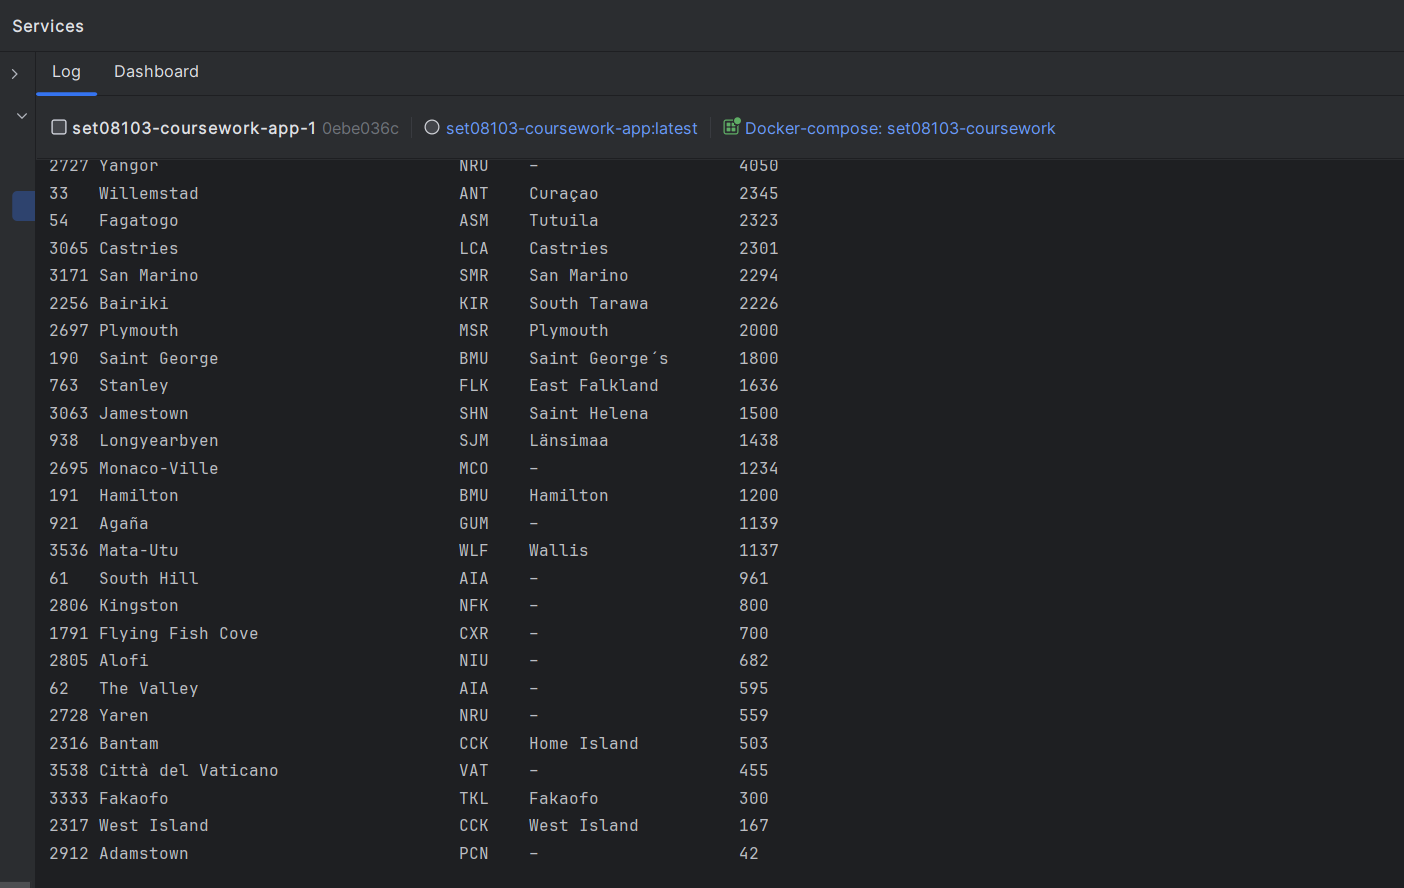 Services
Log Dashboard
set08103-coursework-app-1 0ebe036c set08103-coursework-app:latest Docker-compose: set08103-coursework
2727 Yangor NRU – 4050
33 Willemstad ANT Curaçao 2345
54 Fagatogo ASM Tutuila 2323
3065 Castries LCA Castries 2301
3171 San Marino SMR San Marino 2294
2256 Bairiki KIR South Tarawa 2226
2697 Plymouth MSR Plymouth 2000
190 Saint George BMU Saint George´s 1800
763 Stanley FLK East Falkland 1636
3063 Jamestown SHN Saint Helena 1500
938 Longyearbyen SJM Länsimaa 1438
2695 Monaco-Ville MCO – 1234
191 Hamilton BMU Hamilton 1200
921 Agaña GUM – 1139
3536 Mata-Utu WLF Wallis 1137
61 South Hill AIA – 961
2806 Kingston NFK – 800
1791 Flying Fish Cove CXR – 700
2805 Alofi NIU – 682
62 The Valley AIA – 595
2728 Yaren NRU – 559
2316 Bantam CCK Home Island 503
3538 Città del Vaticano VAT – 455
3333 Fakaofo TKL Fakaofo 300
2317 West Island CCK West Island 167
2912 Adamstown PCN – 42